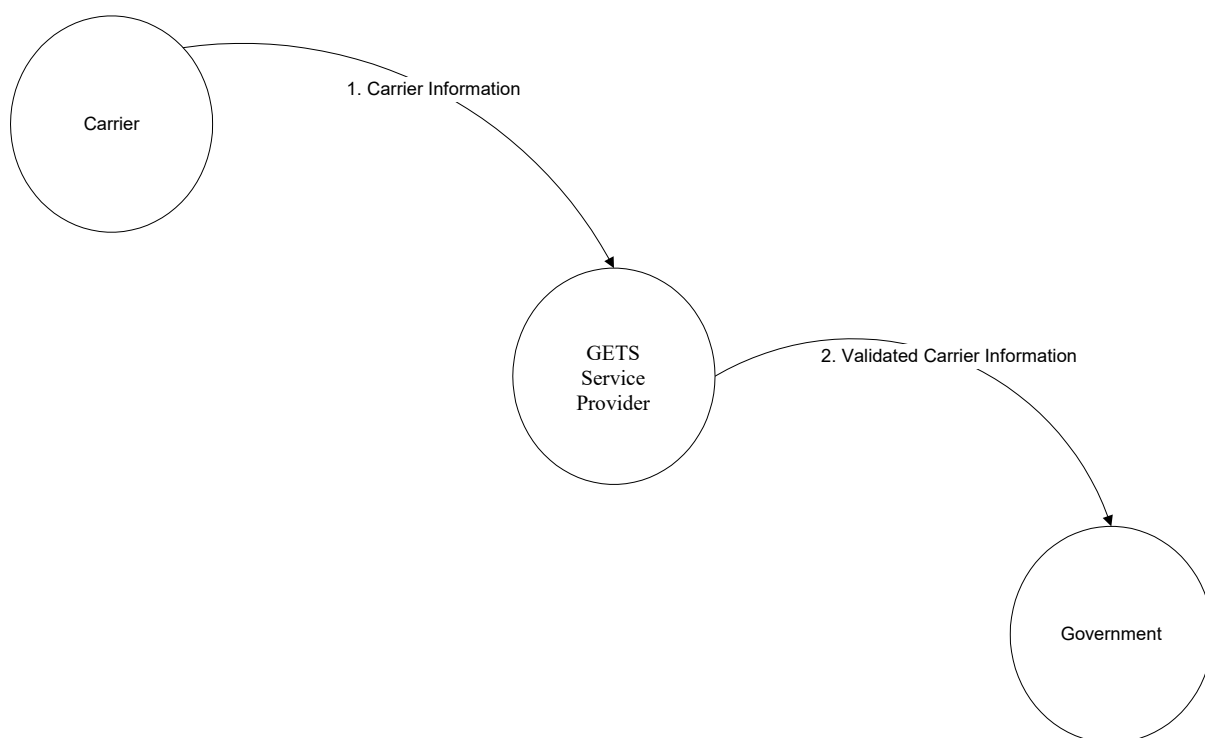 Carrier
1. Carrier Information
GETS
Service
Provider
2. Validated Carrier Information
Government